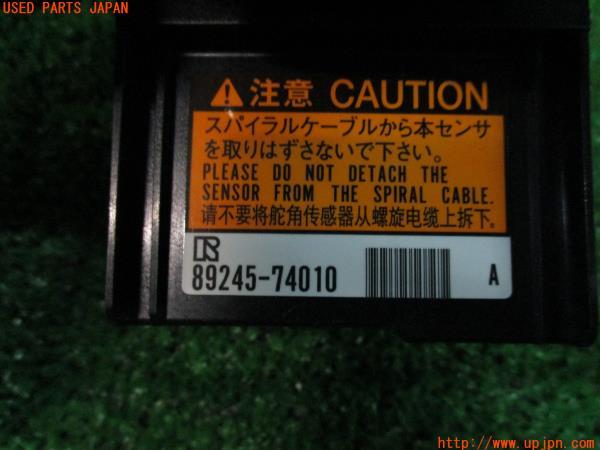 USED PARTS JAPAN
注意 CAUTION
スパイラルケーブルから本センサ
を取りはずさないで下さい。
PLEASE DO NOT DETACH THE
SENSOR FROM THE SPIRAL CABLE.
请不要将舵角传感器从螺旋电缆上拆下.
R
89245-74010 A
http://www.upjpn.com